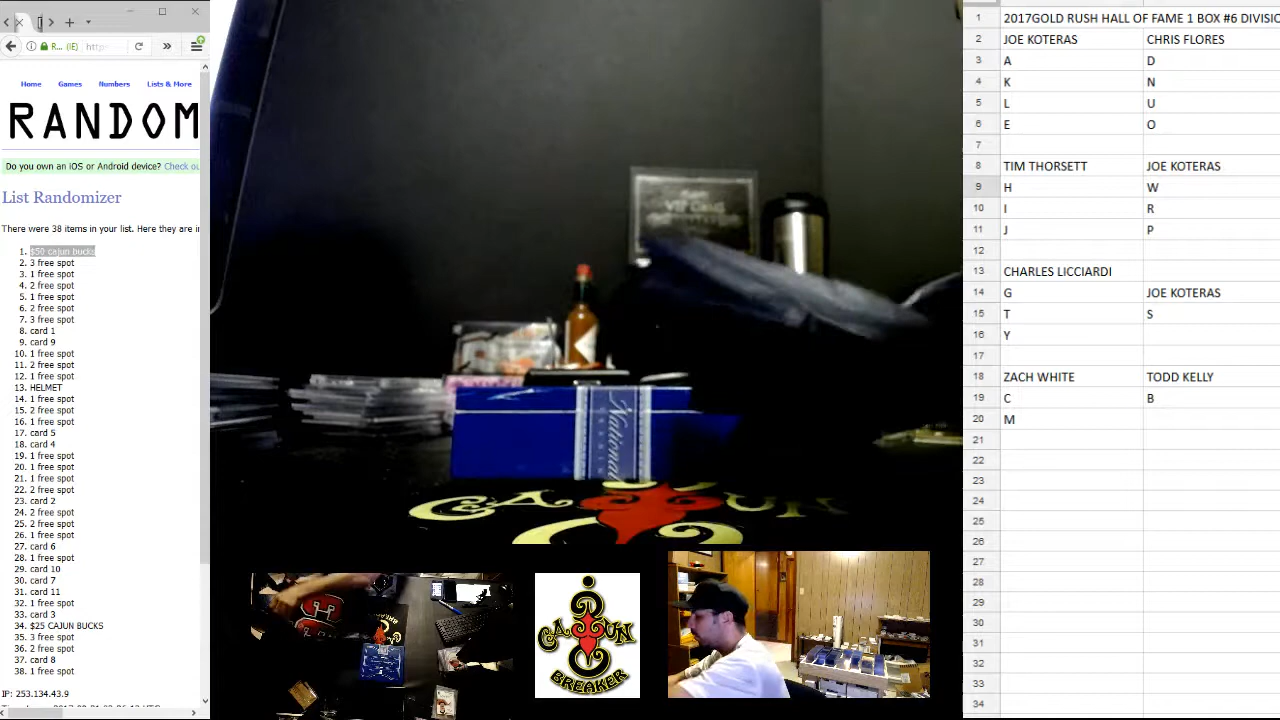 R... (IE)
https:
Home Games Numbers Lists & More
RANDOM
Do you own an iOS or Android device? Check ou
List Randomizer
There were 38 items in your list. Here they are in
1. $50 cajun bucks
2. 3 free spot
3. 1 free spot
4. 2 free spot
5. 1 free spot
6. 2 free spot
7. 3 free spot
8. card 1
9. card 9
10. 1 free spot
11. 2 free spot
12. 1 free spot
13. HELMET
14. 1 free spot
15. 2 free spot
16. 1 free spot
17. card 5
18. card 4
19. 1 free spot
20. 1 free spot
21. 1 free spot
22. 2 free spot
23. card 2
24. 2 free spot
25. 2 free spot
26. 1 free spot
27. card 6
28. 1 free spot
29. card 10
30. card 7
31. card 11
32. 1 free spot
33. card 3
34. $25 CAJUN BUCKS
35. 3 free spot
36. 2 free spot
37. card 8
38. 1 free spot
IP: 253.134.43.9
National
CAJUN
CAJUN
BREAKER
1 2017GOLD RUSH HALL OF FAME 1 BOX #6 DIVISIO
2 JOE KOTERAS CHRIS FLORES
3 A D
4 K N
5 L U
6 E O
7
8 TIM THORSETT JOE KOTERAS
9 H W
10 I R
11 J P
12
13 CHARLES LICCIARDI
14 G JOE KOTERAS
15 T S
16 Y
17
18 ZACH WHITE TODD KELLY
19 C B
20 M
21
22
23
24
25
26
27
28
29
30
31
32
33
34